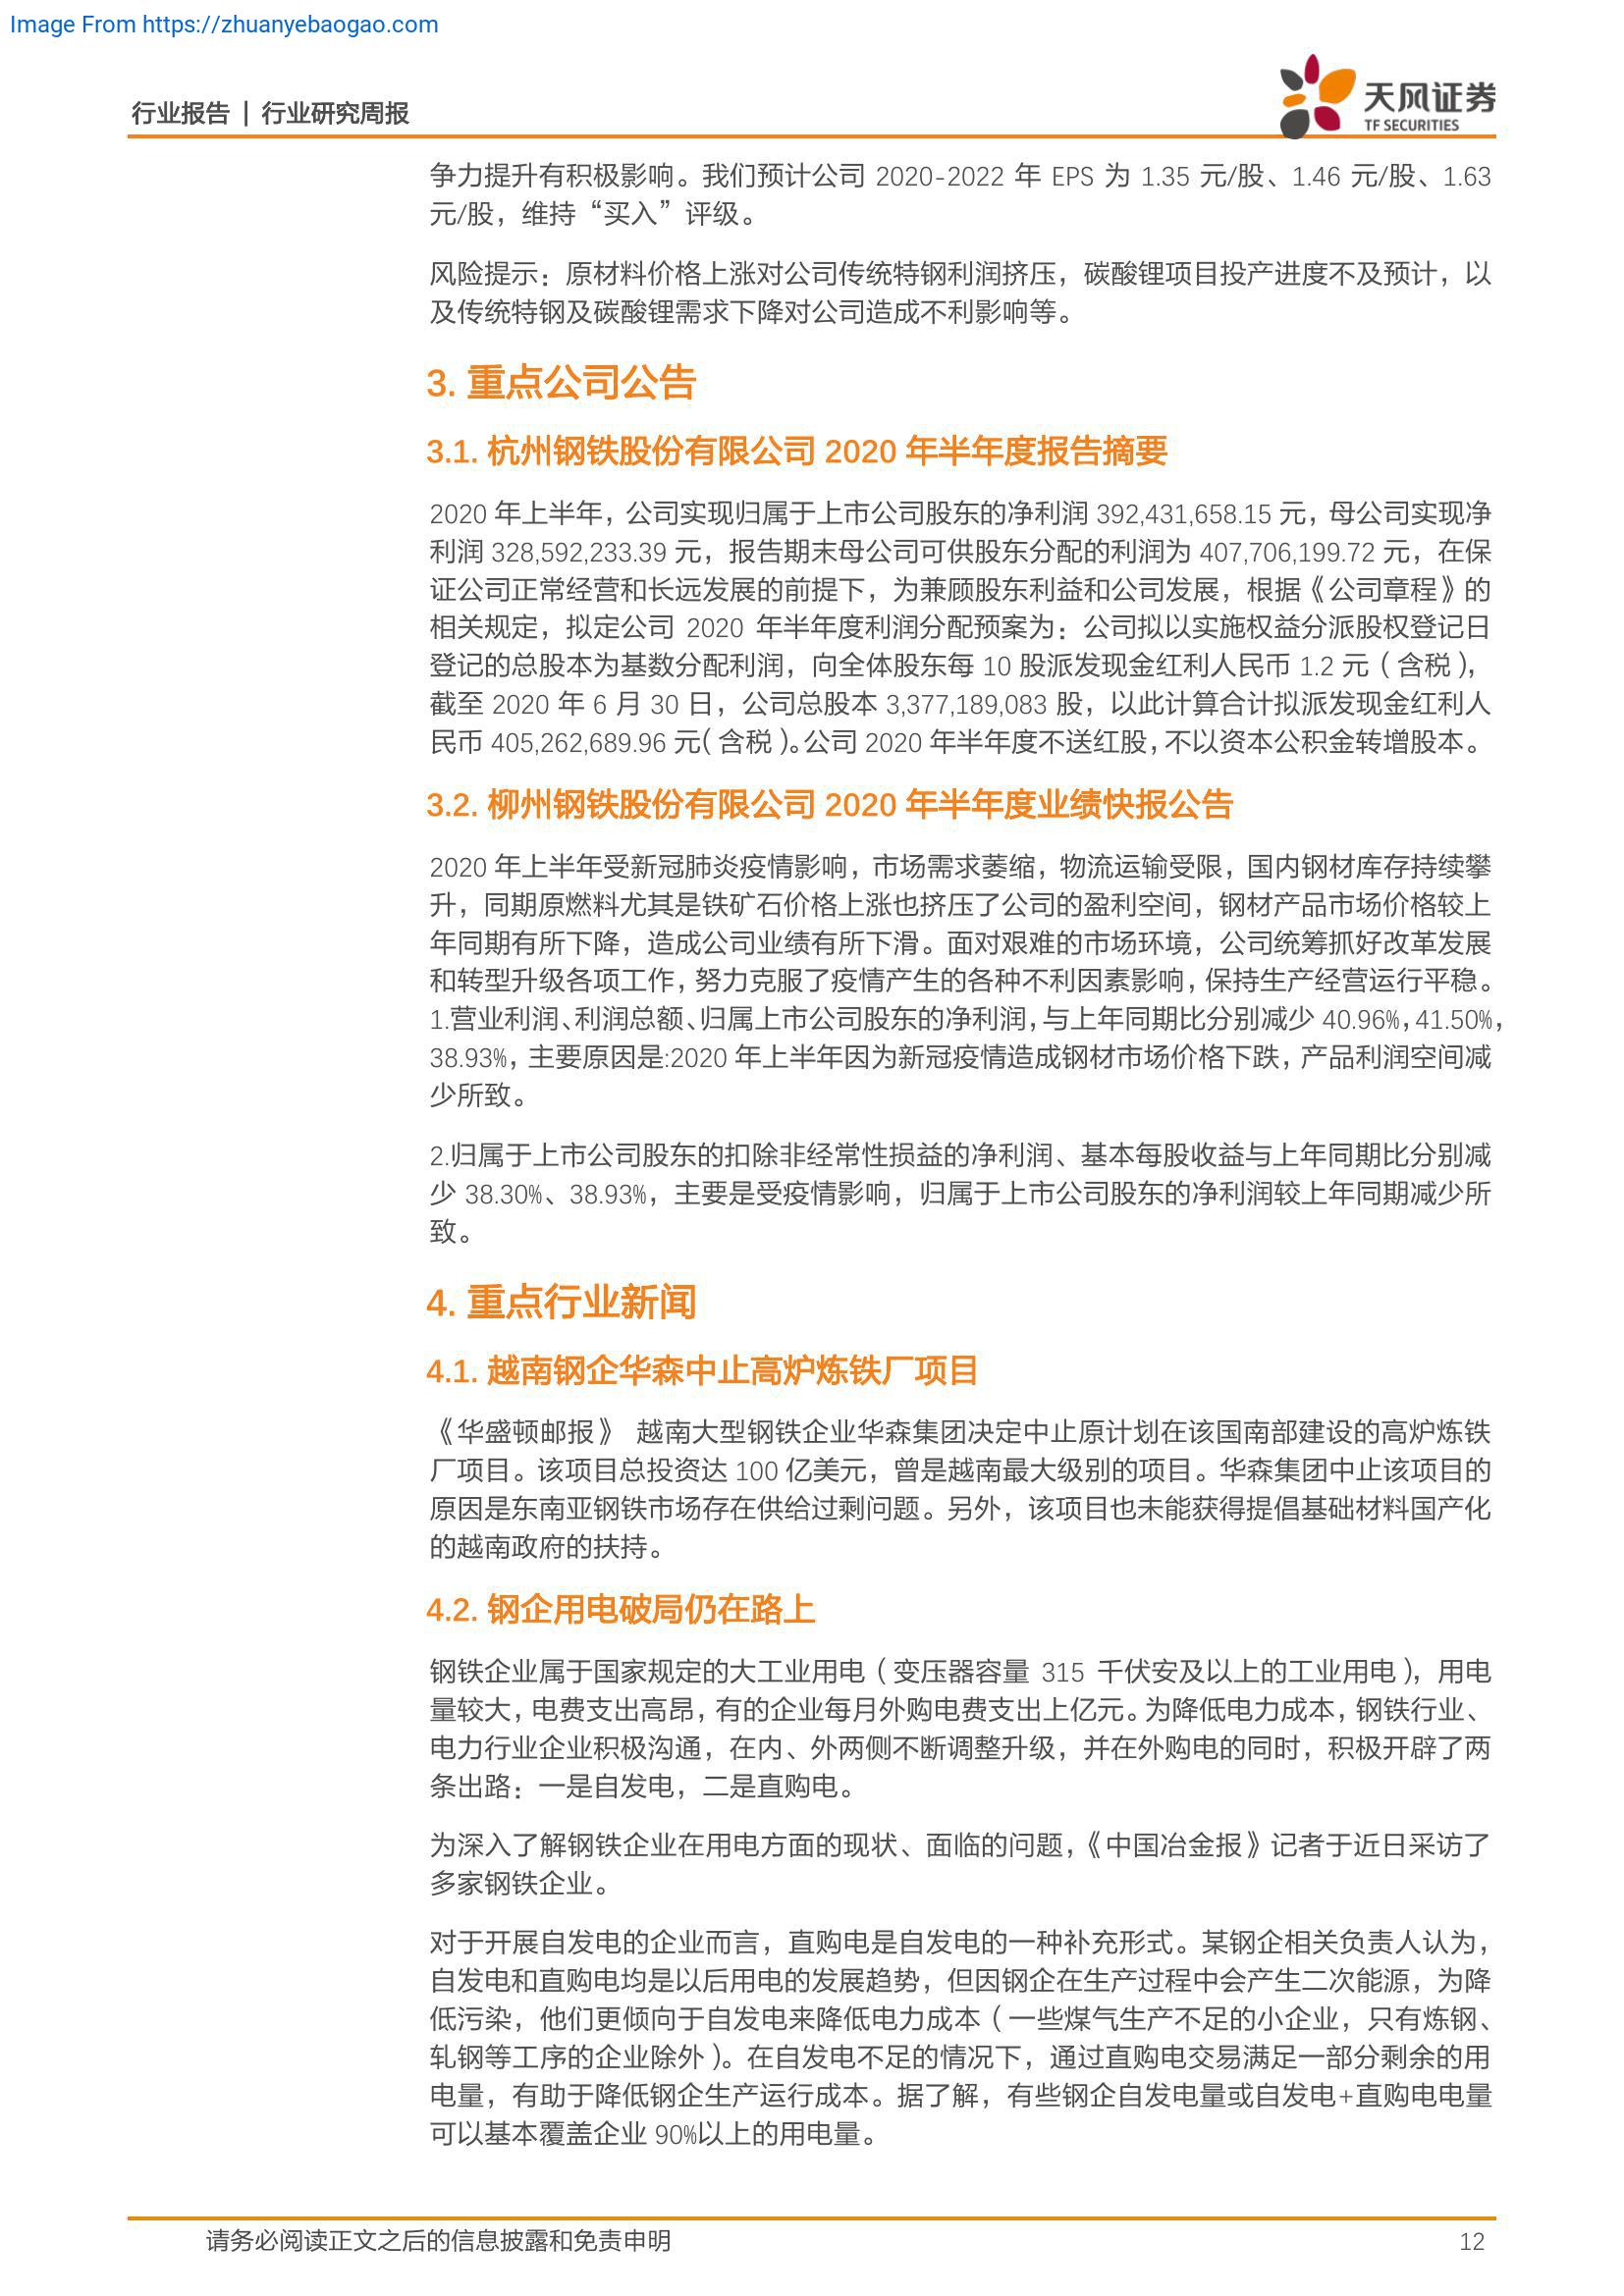 Image From https://zhuanyebaogao.com
行业报告 | 行业研究周报
天风证券
TF SECURITIES
争力提升有积极影响。我们预计公司 2020-2022 年 EPS 为 1.35 元/股、1.46 元/股、1.63
元/股，维持“买入”评级。
风险提示：原材料价格上涨对公司传统特钢利润挤压，碳酸锂项目投产进度不及预计，以
及传统特钢及碳酸锂需求下降对公司造成不利影响等。
3. 重点公司公告
3.1. 杭州钢铁股份有限公司 2020 年半年度报告摘要
2020 年上半年，公司实现归属于上市公司股东的净利润 392,431,658.15 元，母公司实现净
利润 328,592,233.39 元，报告期末母公司可供股东分配的利润为 407,706,199.72 元，在保
证公司正常经营和长远发展的前提下，为兼顾股东利益和公司发展，根据《公司章程》的
相关规定，拟定公司 2020 年半年度利润分配预案为：公司拟以实施权益分派股权登记日
登记的总股本为基数分配利润，向全体股东每 10 股派发现金红利人民币 1.2 元（含税），
截至 2020 年 6 月 30 日，公司总股本 3,377,189,083 股，以此计算合计拟派发现金红利人
民币 405,262,689.96 元（含税）。公司 2020 年半年度不送红股，不以资本公积金转增股本。
3.2. 柳州钢铁股份有限公司 2020 年半年度业绩快报公告
2020 年上半年受新冠肺炎疫情影响，市场需求萎缩，物流运输受限，国内钢材库存持续攀
升，同期原燃料尤其是铁矿石价格上涨也挤压了公司的盈利空间，钢材产品市场价格较上
年同期有所下降，造成公司业绩有所下滑。面对艰难的市场环境，公司统筹抓好改革发展
和转型升级各项工作，努力克服了疫情产生的各种不利因素影响，保持生产经营运行平稳。
1.营业利润、利润总额、归属上市公司股东的净利润，与上年同期比分别减少 40.96%，41.50%，
38.93%，主要原因是:2020 年上半年因为新冠疫情造成钢材市场价格下跌，产品利润空间减
少所致。
2.归属于上市公司股东的扣除非经常性损益的净利润、基本每股收益与上年同期比分别减
少 38.30%、38.93%，主要是受疫情影响，归属于上市公司股东的净利润较上年同期减少所
致。
4. 重点行业新闻
4.1. 越南钢企华森中止高炉炼铁厂项目
《华盛顿邮报》 越南大型钢铁企业华森集团决定中止原计划在该国南部建设的高炉炼铁
厂项目。该项目总投资达 100 亿美元，曾是越南最大级别的项目。华森集团中止该项目的
原因是东南亚钢铁市场存在供给过剩问题。另外，该项目也未能获得提倡基础材料国产化
的越南政府的扶持。
4.2. 钢企用电破局仍在路上
钢铁企业属于国家规定的大工业用电（变压器容量 315 千伏安及以上的工业用电），用电
量较大，电费支出高昂，有的企业每月外购电费支出上亿元。为降低电力成本，钢铁行业、
电力行业企业积极沟通，在内、外两侧不断调整升级，并在外购电的同时，积极开辟了两
条出路：一是自发电，二是直购电。
为深入了解钢铁企业在用电方面的现状、面临的问题，《中国冶金报》记者于近日采访了
多家钢铁企业。
对于开展自发电的企业而言，直购电是自发电的一种补充形式。某钢企相关负责人认为，
自发电和直购电均是以后用电的发展趋势，但因钢企在生产过程中会产生二次能源，为降
低污染，他们更倾向于自发电来降低电力成本（一些煤气生产不足的小企业，只有炼钢、
轧钢等工序的企业除外）。在自发电不足的情况下，通过直购电交易满足一部分剩余的用
电量，有助于降低钢企生产运行成本。据了解，有些钢企自发电量或自发电+直购电电量
可以基本覆盖企业 90%以上的用电量。
请务必阅读正文之后的信息披露和免责申明
12